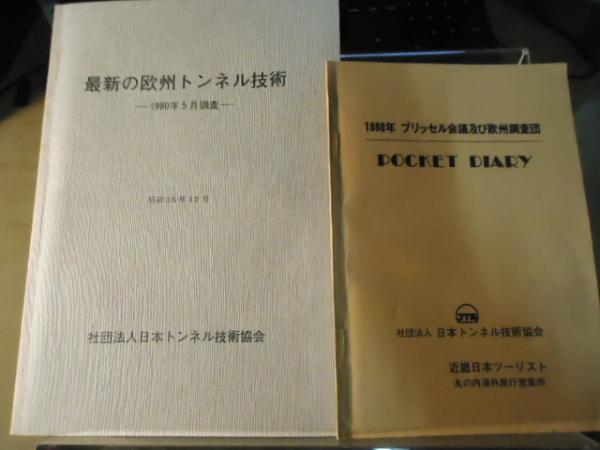 最新の欧州トンネル技術
―1980年5月調査―
昭和55年12月
社団法人日本トンネル技術協会
1980年 ブリッセル会議及び欧州調査団
POCKET DIARY
社団法人 日本トンネル技術協会
近畿日本ツーリスト
丸の内海外旅行営業所